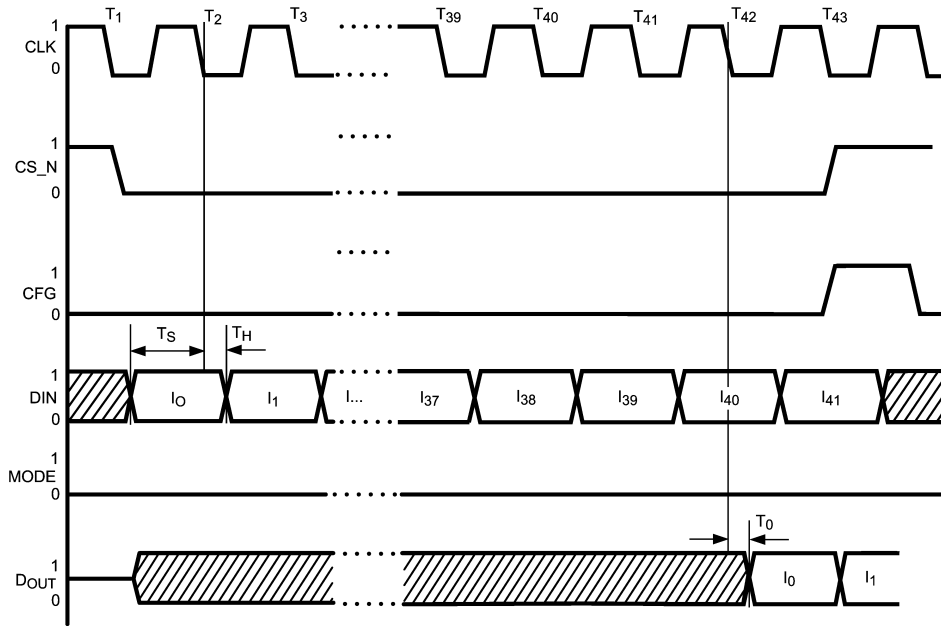 T1 T2 T3 T39 T40 T41 T42 T43
1
CLK
0
1
CS_N
0
1
CFG
0
TS TH
1
DIN
0
IO I1 I... I37 I38 I39 I40 I41
1
MODE
0
T0
1
DOUT
0
I0 I1